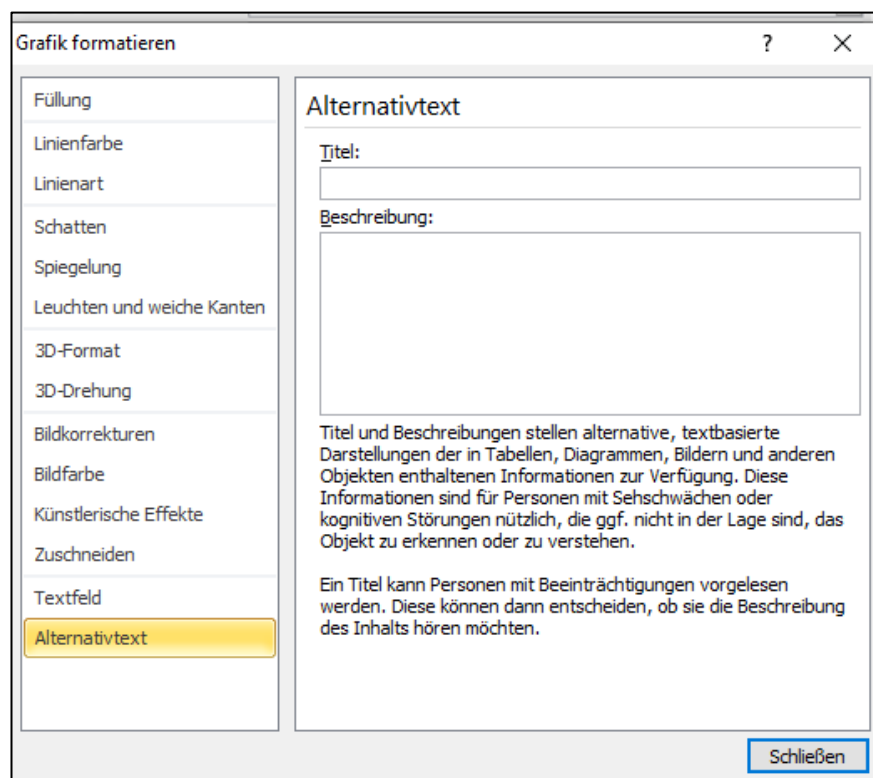 Grafik formatieren
?
Füllung
Linienfarbe
Linienart
Schatten
Spiegelung
Leuchten und weiche Kanten
3D-Format
3D-Drehung
Bildkorrekturen
Bildfarbe
Künstlerische Effekte
Zuschneiden
Textfeld
Alternativtext
Alternativtext
Titel:
Beschreibung:
Titel und Beschreibungen stellen alternative, textbasierte
Darstellungen der in Tabellen, Diagrammen, Bildern und anderen
Objekten enthaltenen Informationen zur Verfügung. Diese
Informationen sind für Personen mit Sehschwächen oder
kognitiven Störungen nützlich, die ggf. nicht in der Lage sind, das
Objekt zu erkennen oder zu verstehen.
Ein Titel kann Personen mit Beeinträchtigungen vorgelesen
werden. Diese können dann entscheiden, ob sie die Beschreibung
des Inhalts hören möchten.
Schließen